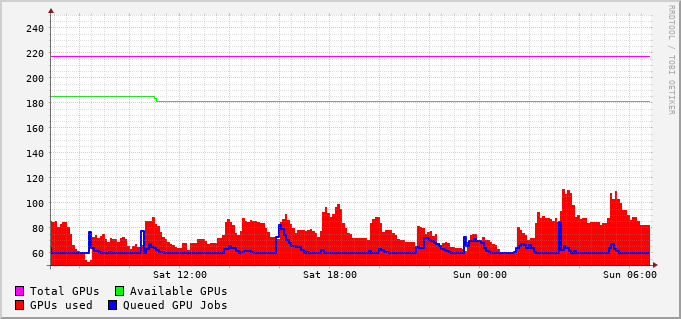 240
220
200
180
160
140
120
100
80
60
Sat 12:00 Sat 18:00 Sun 00:00 Sun 06:00
Total GPUs Available GPUs
GPUs used Queued GPU Jobs
RRDTOOL / TOBI OETIKER